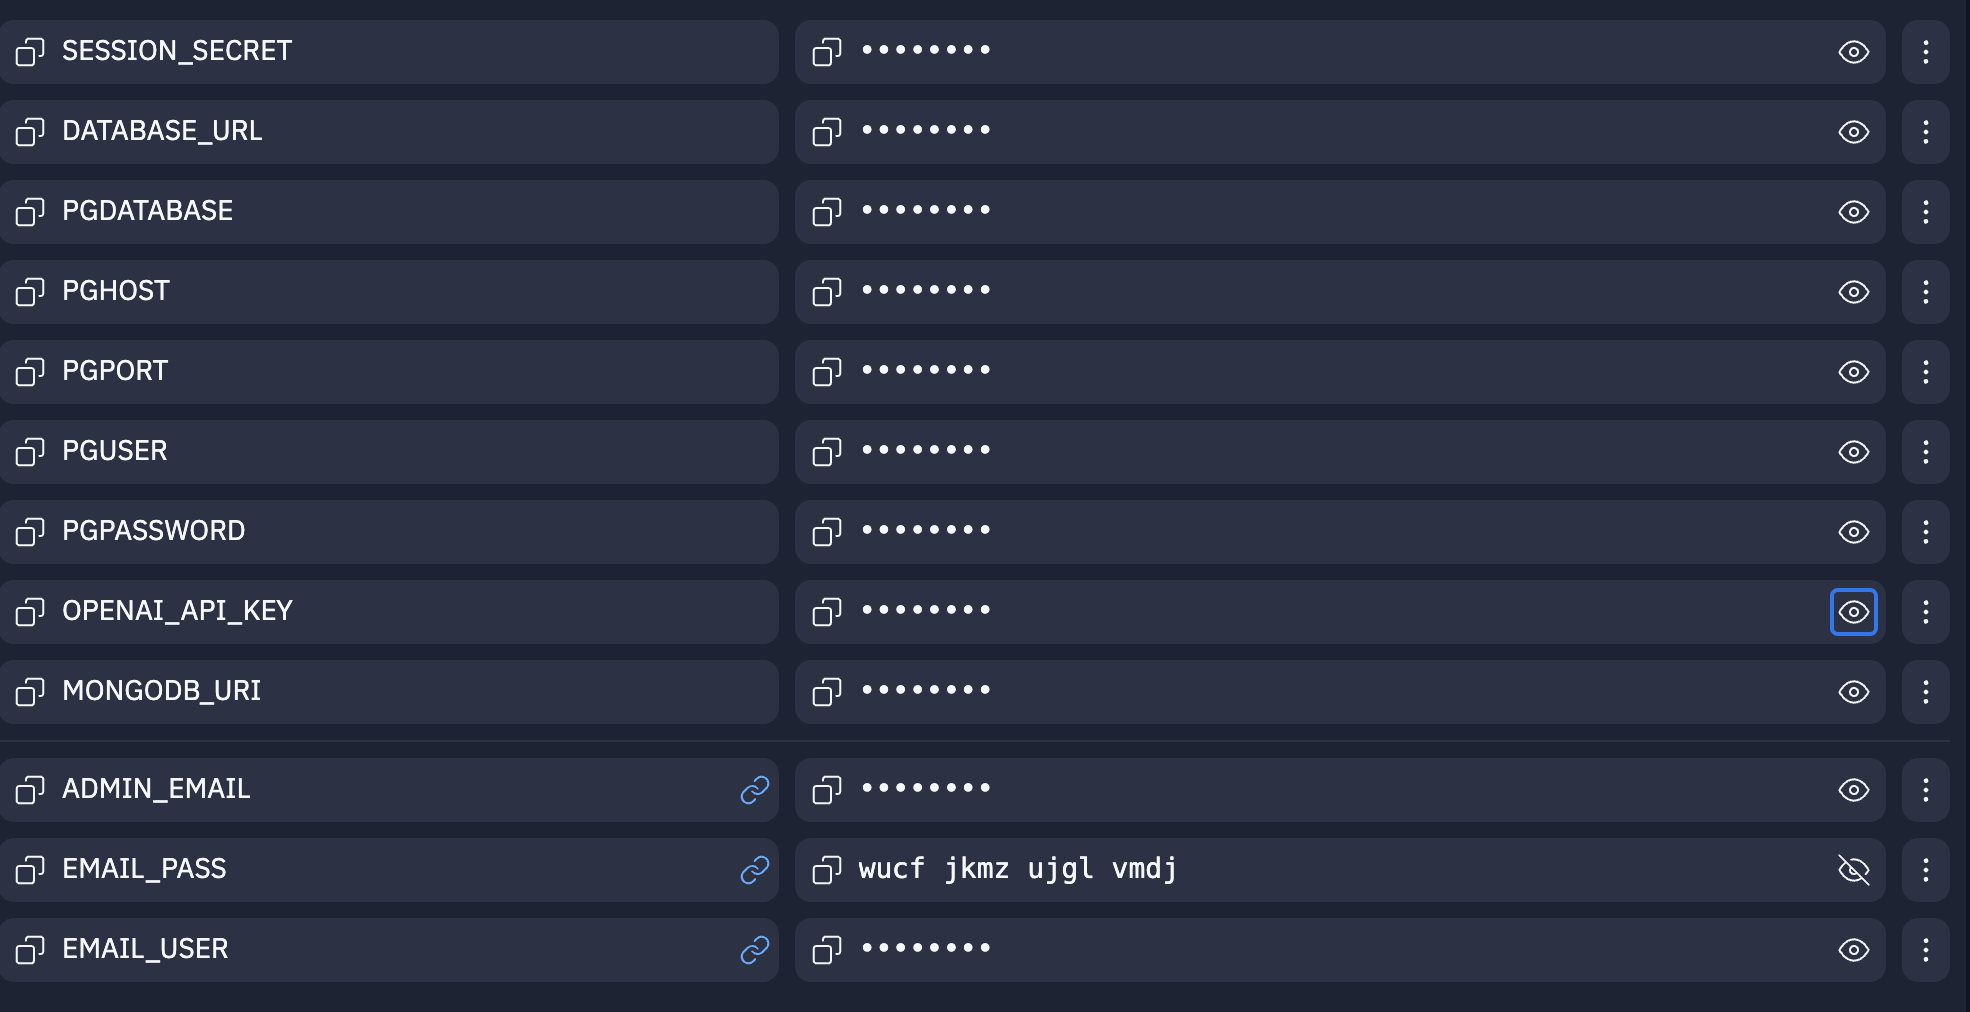 SESSION_SECRET ••••••••
DATABASE_URL ••••••••
PGDATABASE ••••••••
PGHOST ••••••••
PGPORT ••••••••
PGUSER ••••••••
PGPASSWORD ••••••••
OPENAI_API_KEY ••••••••
MONGODB_URI ••••••••
ADMIN_EMAIL ••••••••
EMAIL_PASS wucf jkmz ujgl vmdj
EMAIL_USER ••••••••